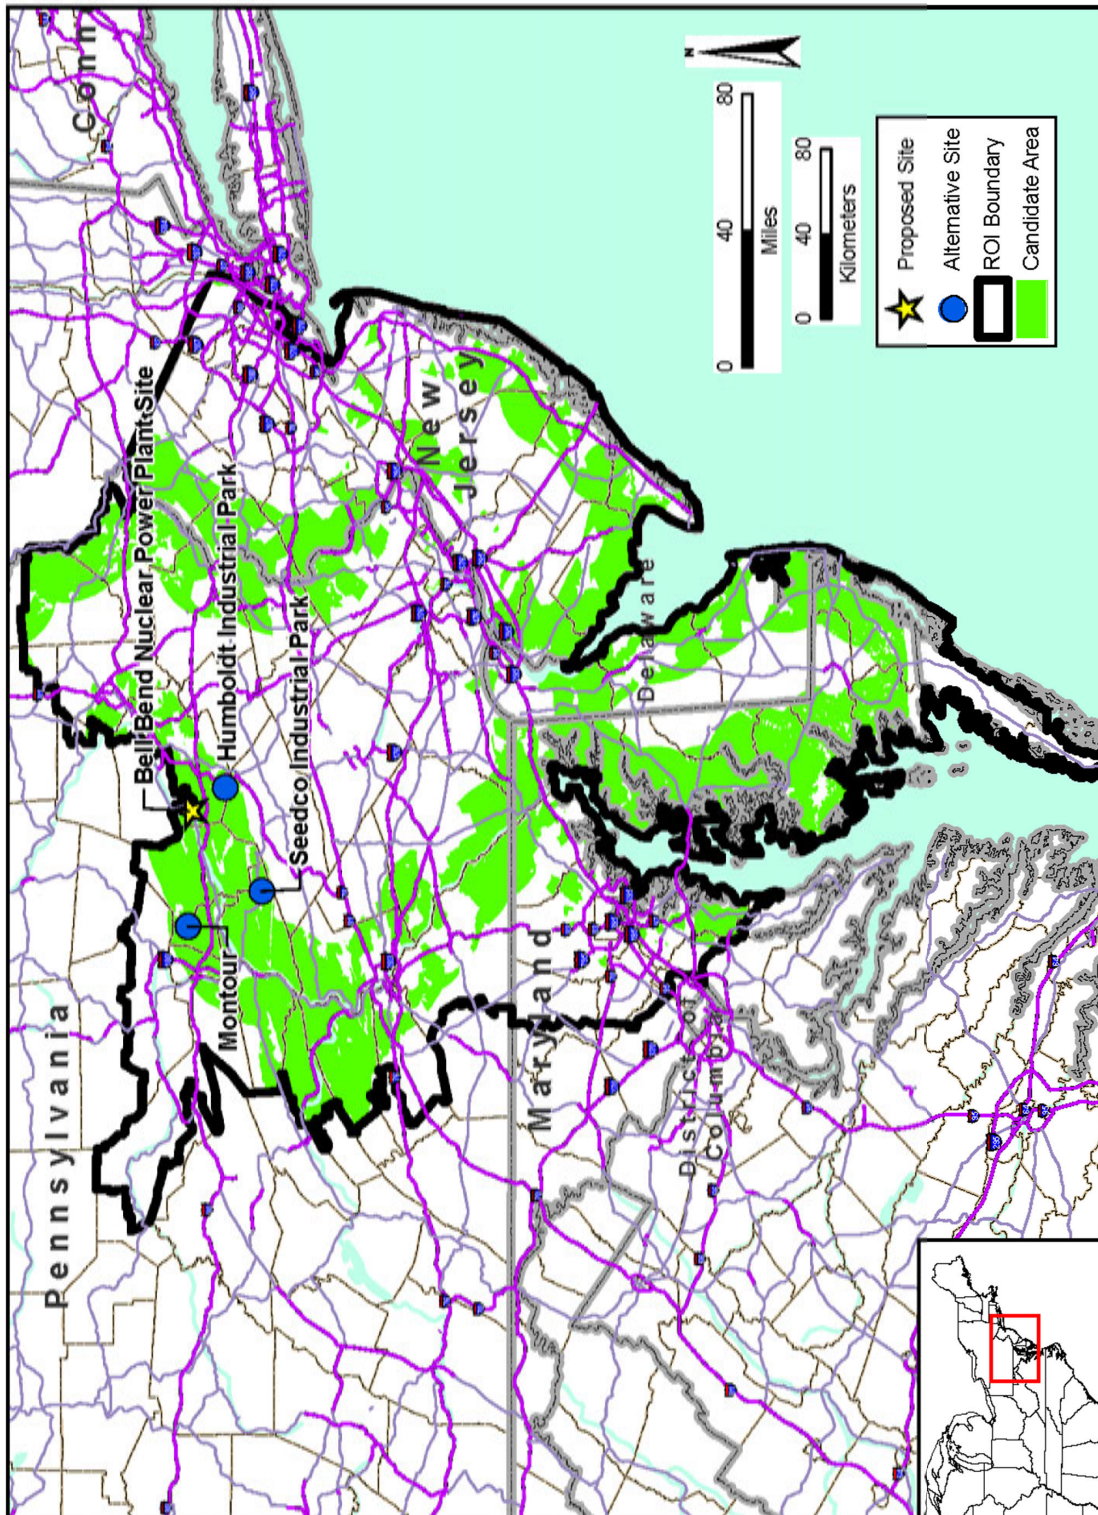 Pennsylvania
Conn
Bell Bend Nuclear Power Plant Site
Humboldt Industrial Park
Seedco Industrial Park
Montour
New
Jersey
Maryland
Delaware
District of
Columbia
N
0 40 80
Miles
0 40 80
Kilometers
Proposed Site
Alternative Site
ROI Boundary
Candidate Area